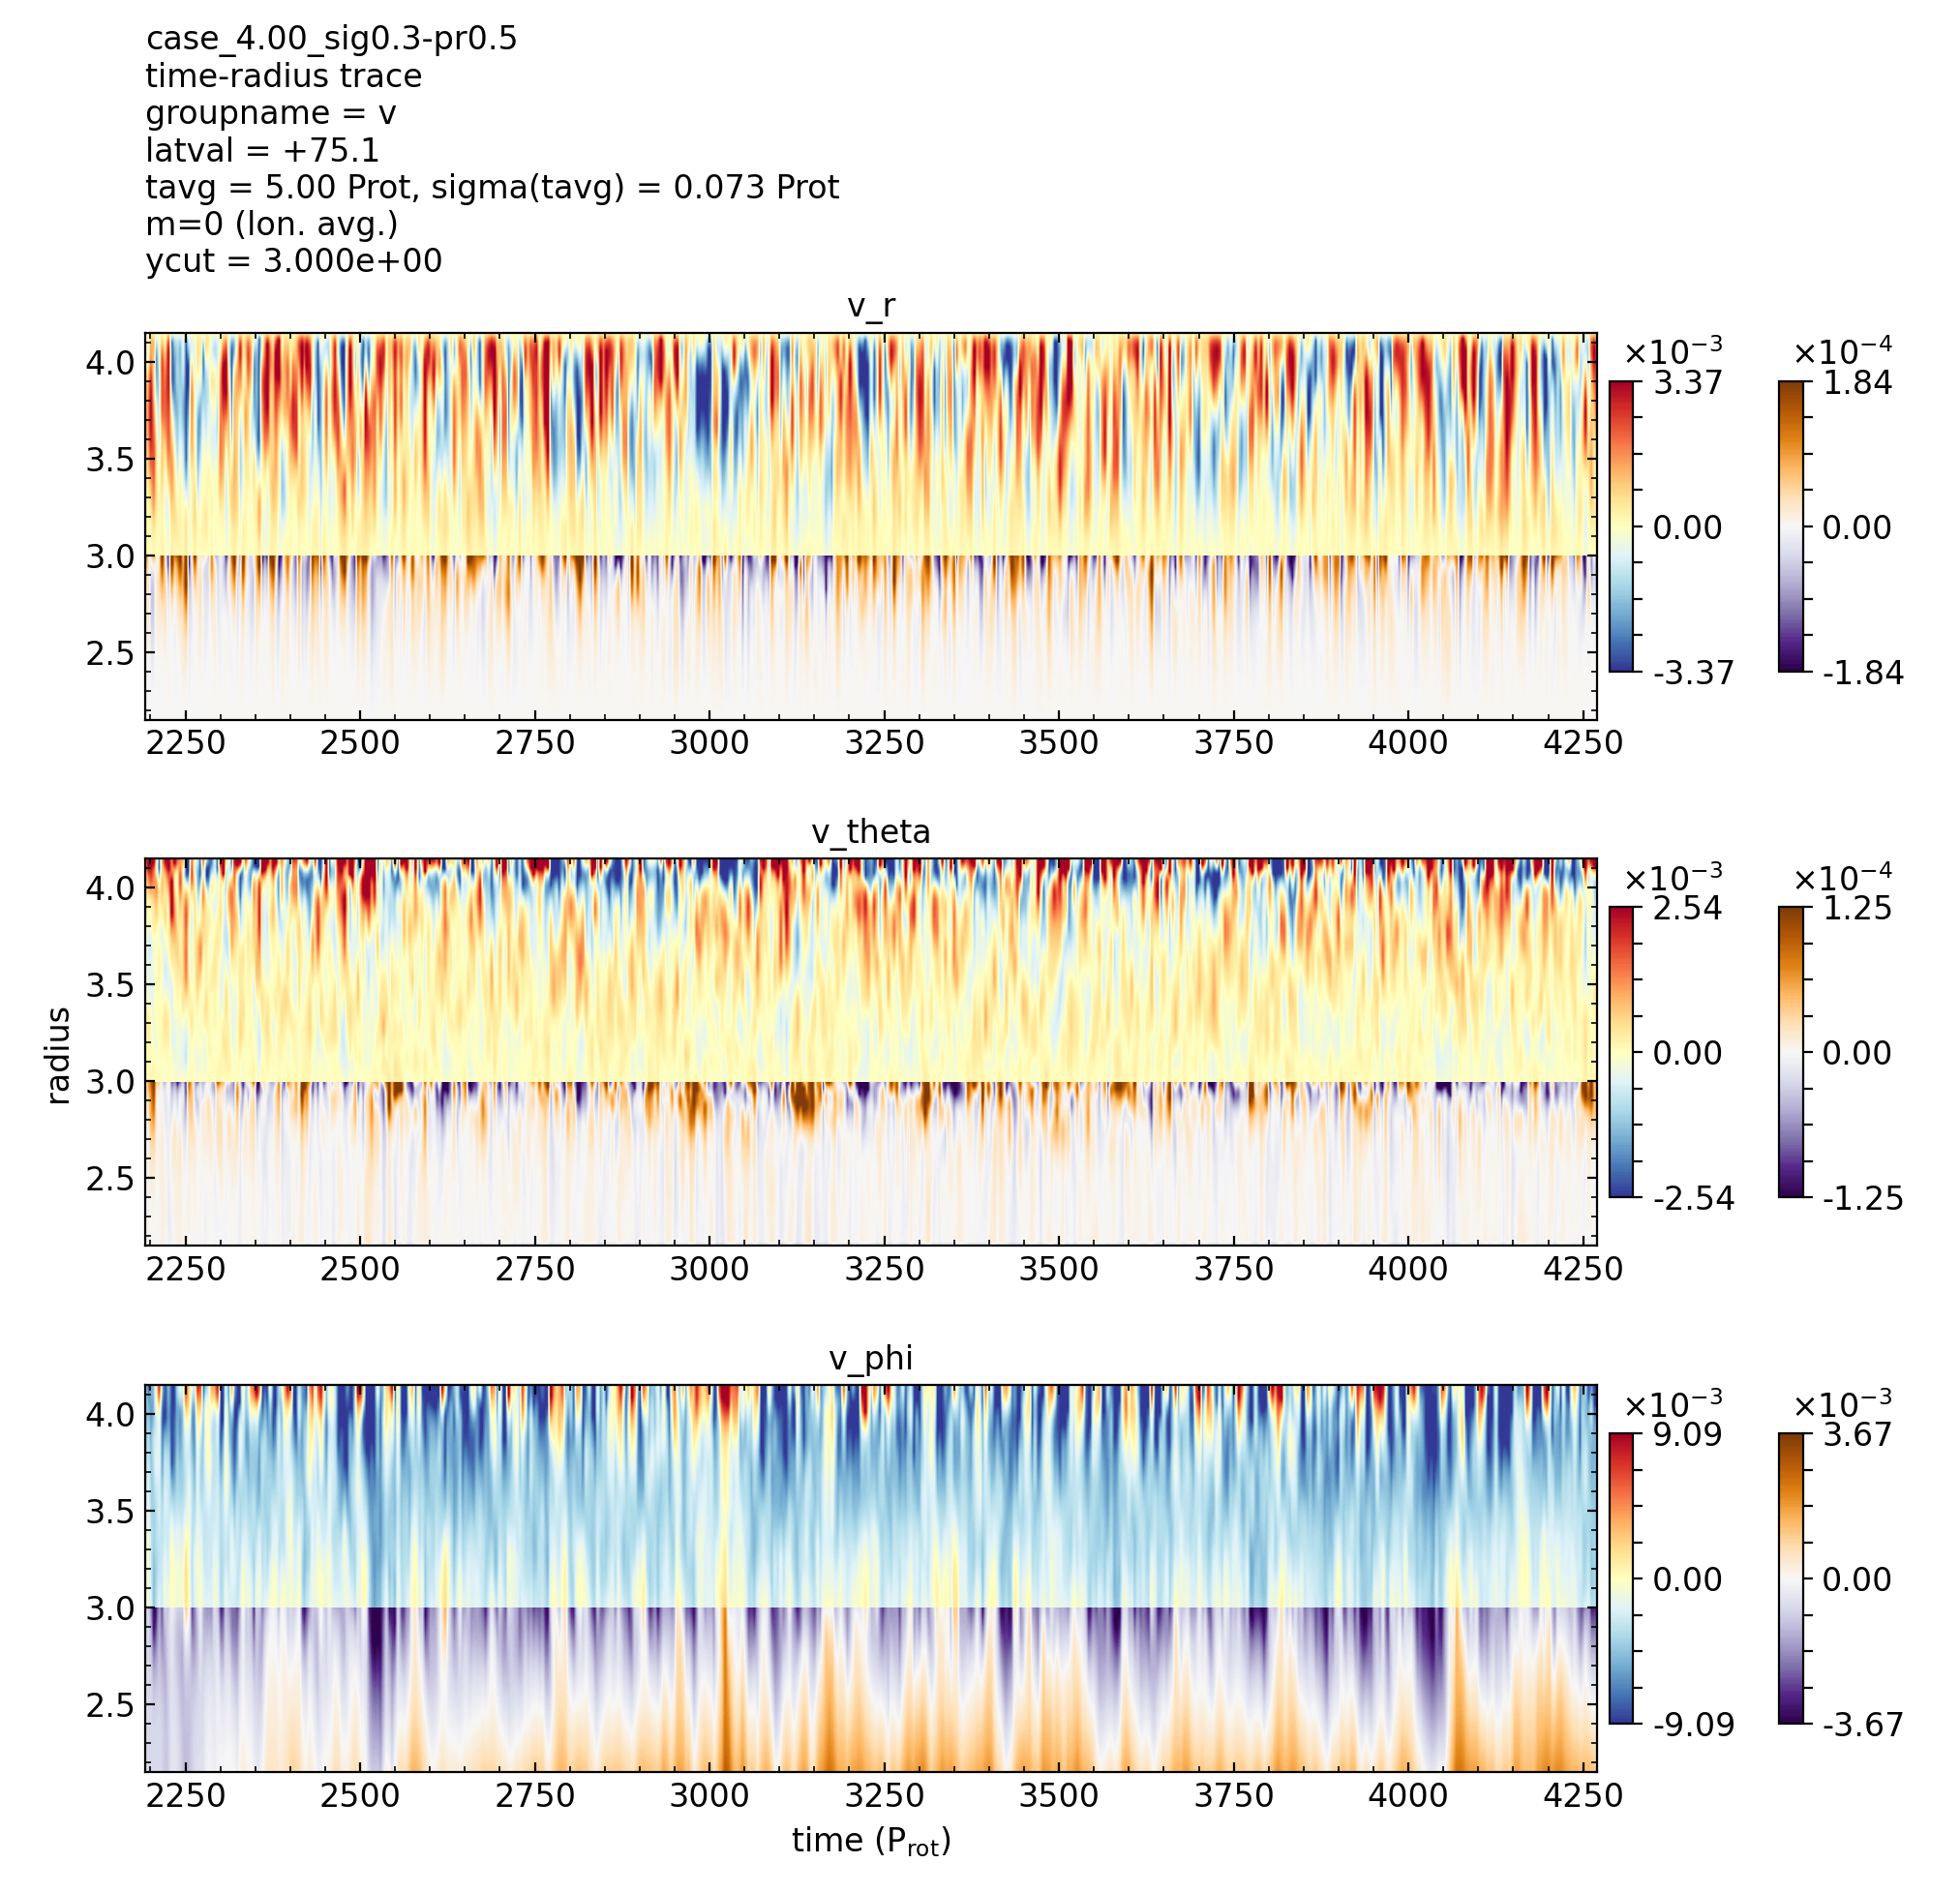 case_4.00_sig0.3-pr0.5
time-radius trace
groupname = v
latval = +75.1
tavg = 5.00 Prot, sigma(tavg) = 0.073 Prot
m=0 (lon. avg.)
ycut = 3.000e+00
v_r
4.0
3.5
3.0
2.5
2250 2500 2750 3000 3250 3500 3750 4000 4250
×10⁻³
3.37
0.00
-3.37
×10⁻⁴
1.84
0.00
-1.84
v_theta
radius
4.0
3.5
3.0
2.5
2250 2500 2750 3000 3250 3500 3750 4000 4250
×10⁻³
2.54
0.00
-2.54
×10⁻⁴
1.25
0.00
-1.25
v_phi
4.0
3.5
3.0
2.5
2250 2500 2750 3000 3250 3500 3750 4000 4250
time (P_rot)
×10⁻³
9.09
0.00
-9.09
×10⁻³
3.67
0.00
-3.67